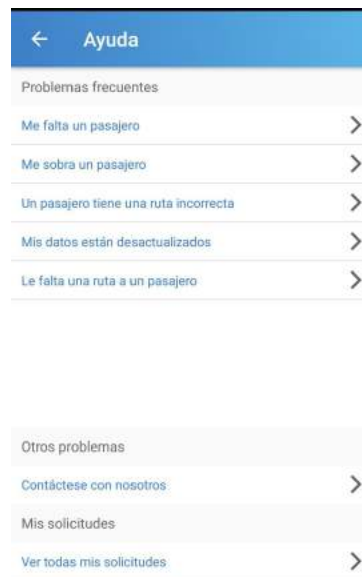 Ayuda
Problemas frecuentes
Me falta un pasajero
Me sobra un pasajero
Un pasajero tiene una ruta incorrecta
Mis datos están desactualizados
Le falta una ruta a un pasajero
Otros problemas
Contáctese con nosotros
Mis solicitudes
Ver todas mis solicitudes